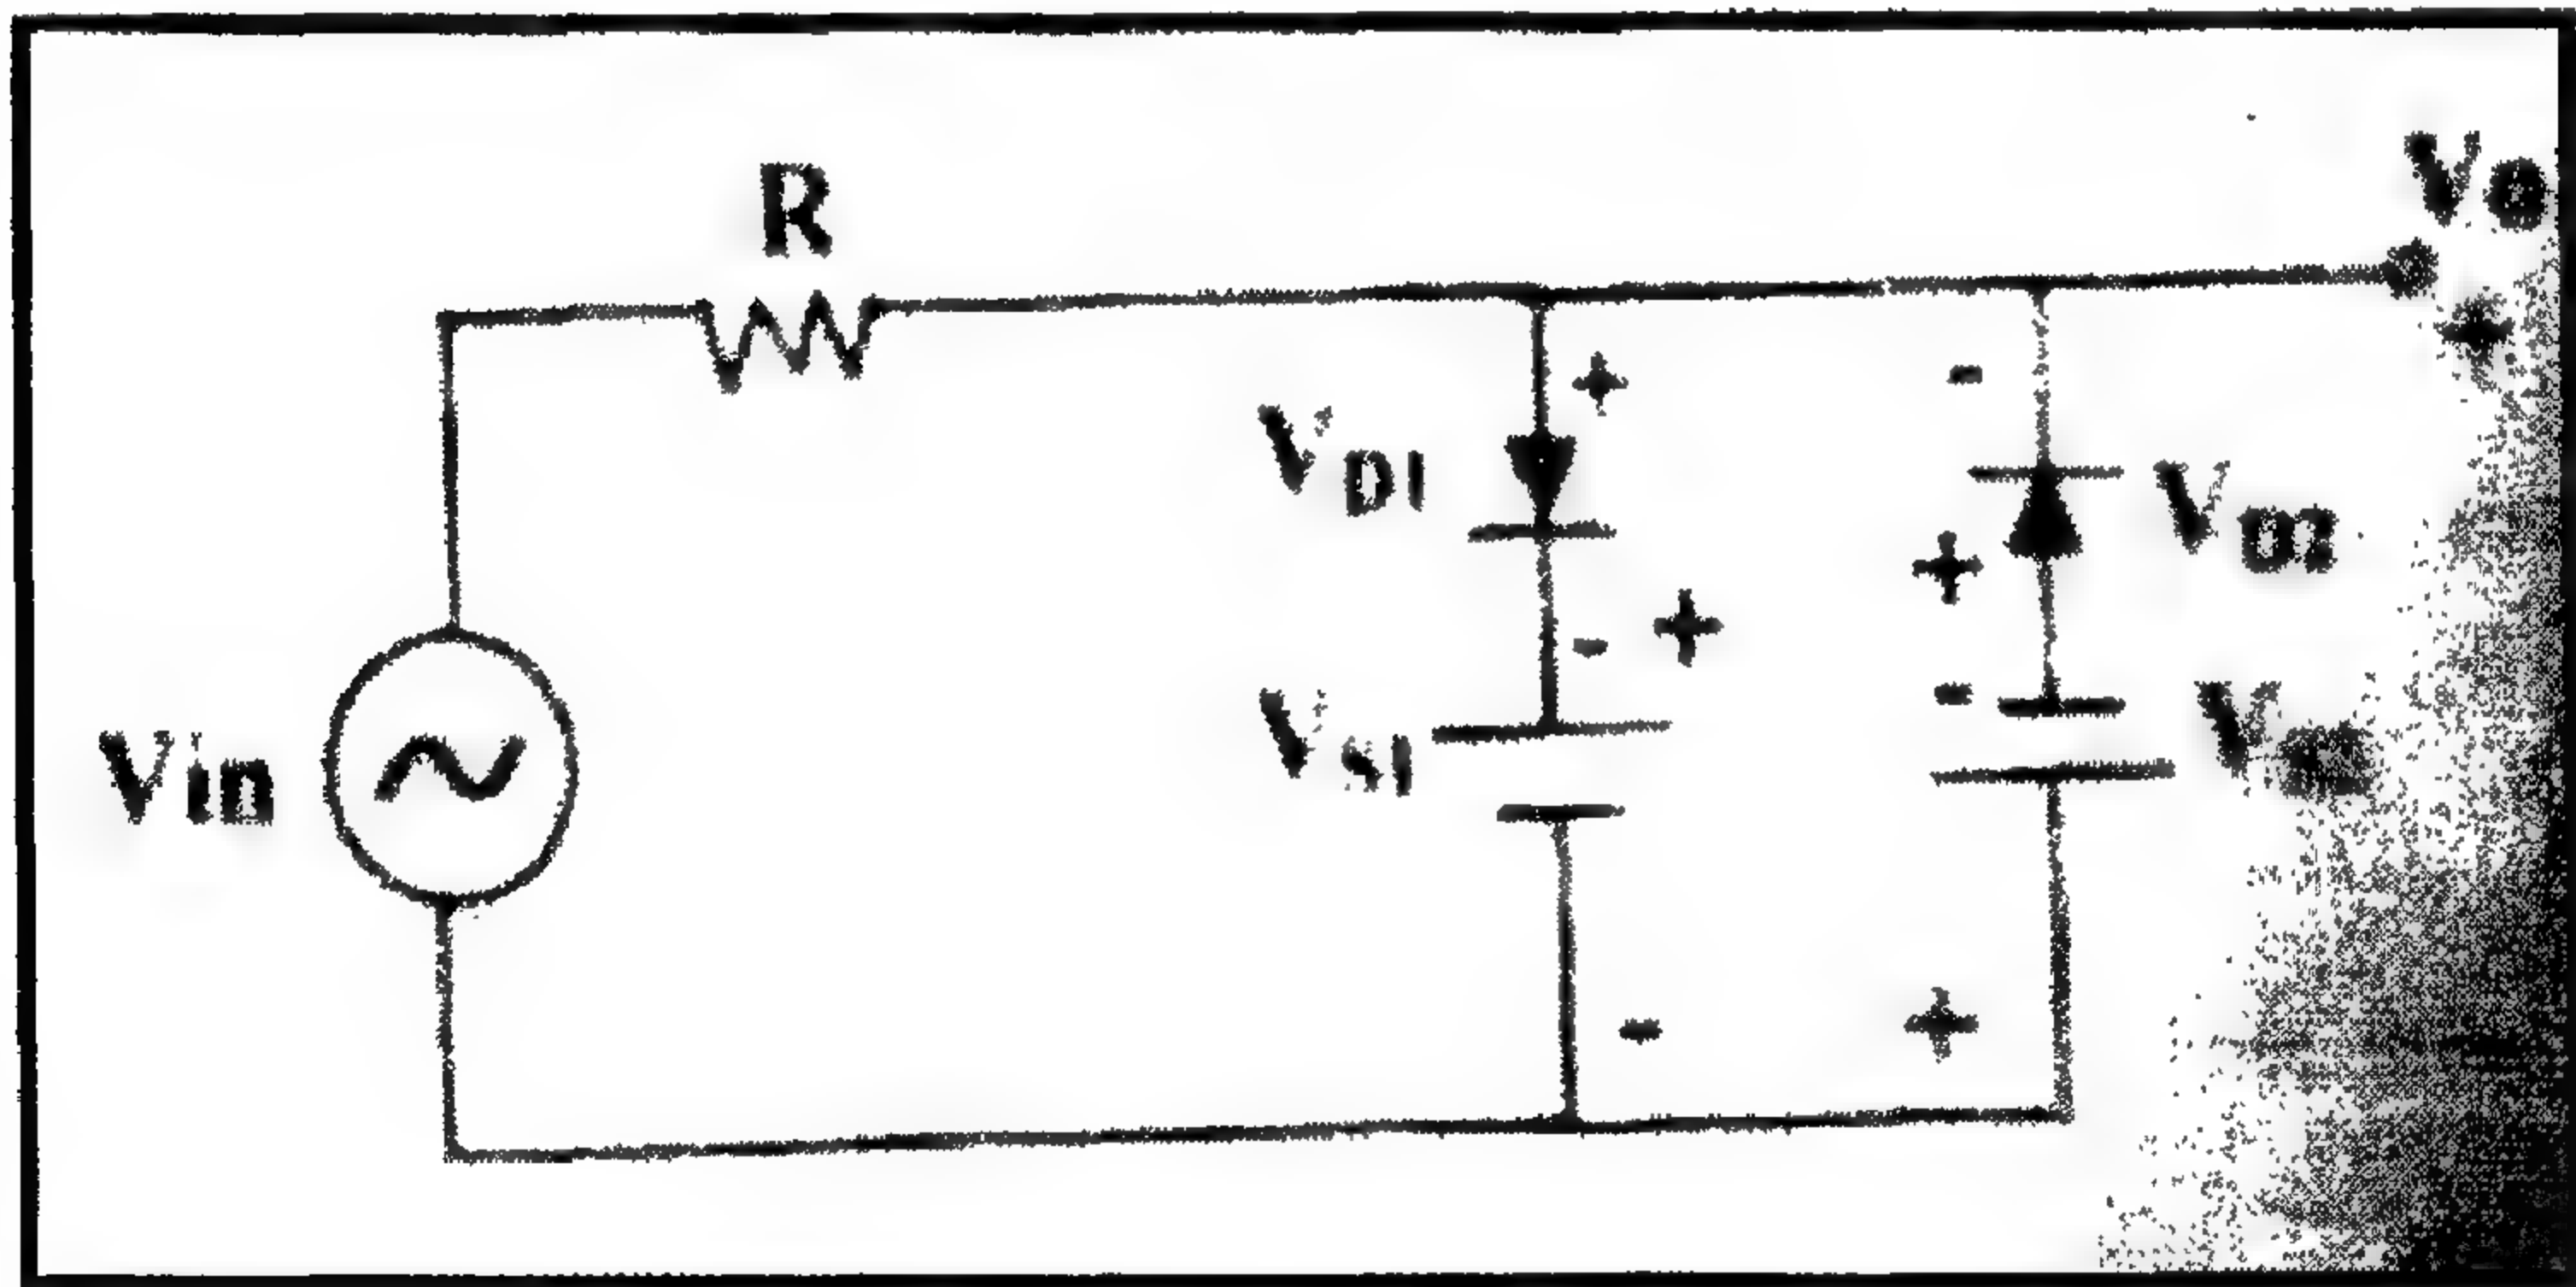 R
Vo
+
+
-
VD1
VD2
+
-
+
-
VS1
Vin
-
+